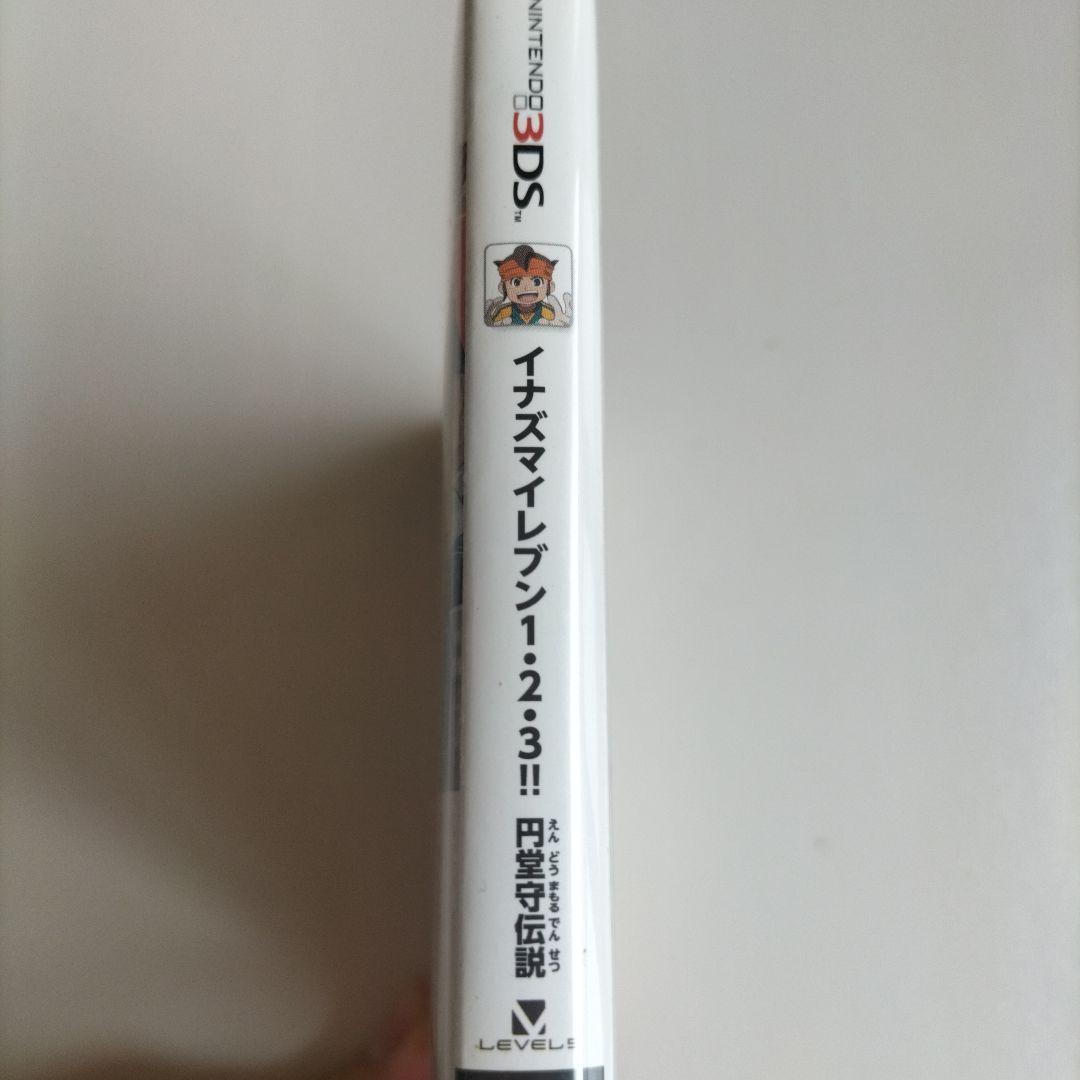 NINTENDO
3DS™
イナズマイレブン1・2・3!!
円堂守伝説
えん どう まもる でん せつ
LEVEL5